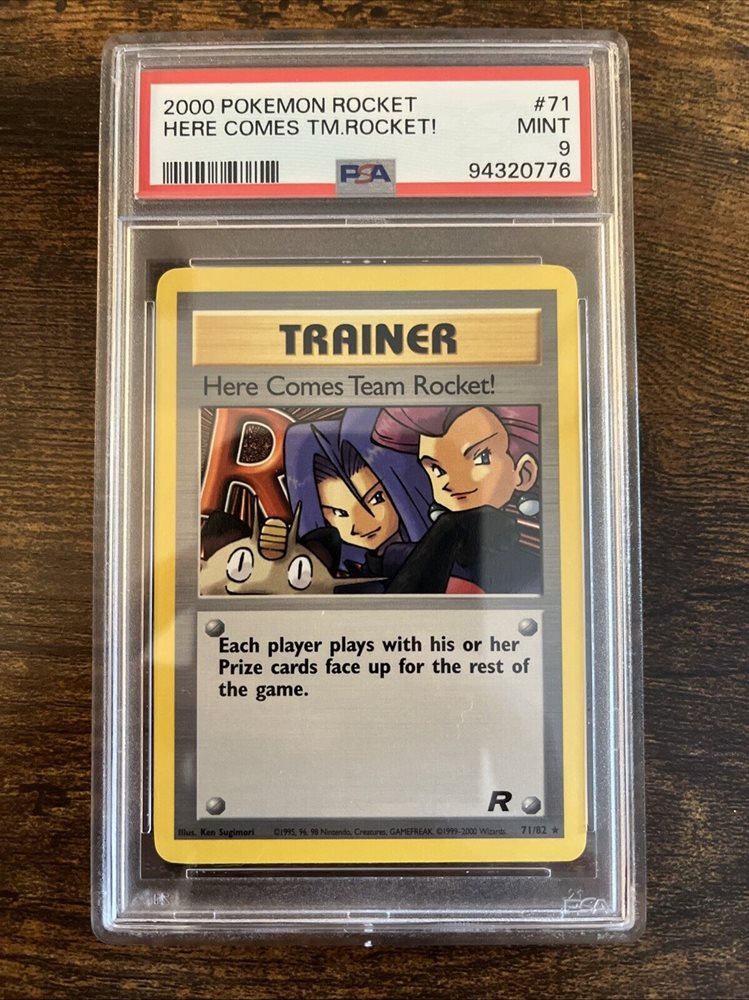 2000 POKEMON ROCKET #71
HERE COMES TM.ROCKET! MINT
9
PSA 94320776
TRAINER
Here Comes Team Rocket!
R
Each player plays with his or her
Prize cards face up for the rest of
the game.
R
Illus. Ken Sugimori ©1995, 96, 98 Nintendo, Creatures, GAMEFREAK. ©1999-2000 Wizards. 71/82 ★
PSA